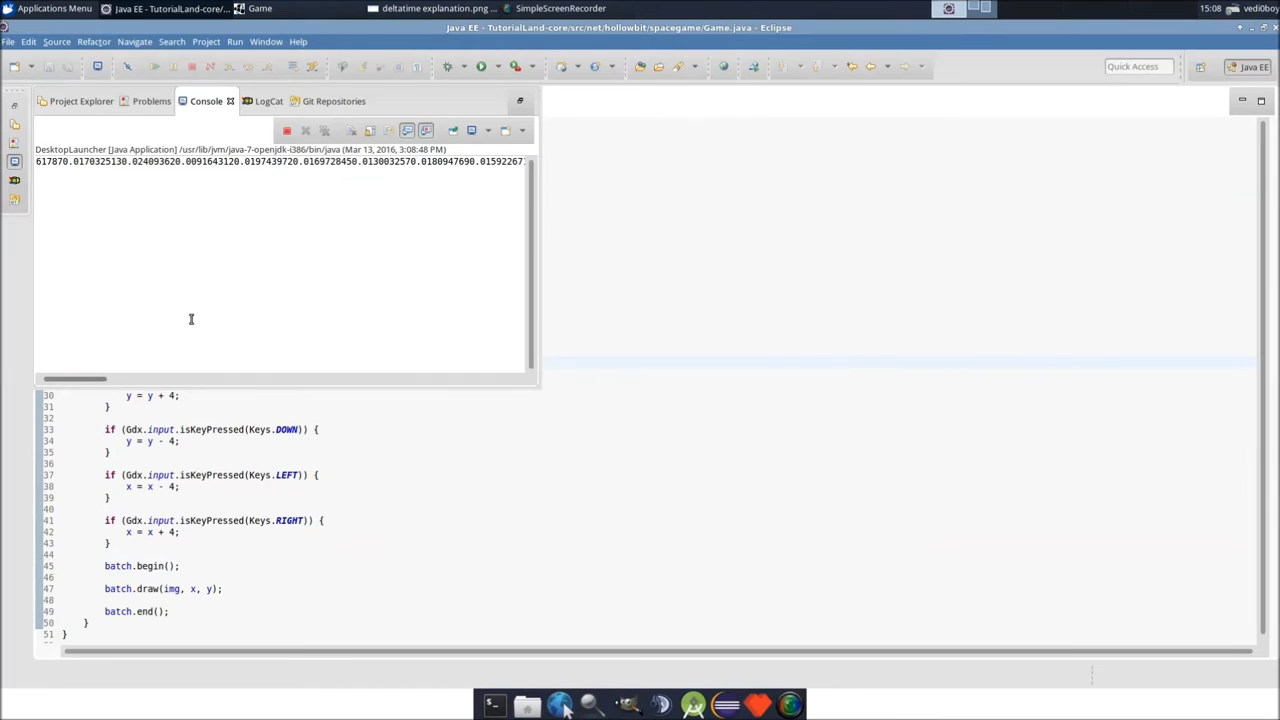 Applications Menu
Java EE - TutorialLand-core/...
Game
deltatime explanation.png ...
SimpleScreenRecorder
15:08
vedi0boy
Java EE - TutorialLand-core/src/net/hollowbit/spacegame/Game.java - Eclipse
File Edit Source Refactor Navigate Search Project Run Window Help
Quick Access
Java EE
Project Explorer
Problems
Console
LogCat
Git Repositories
DesktopLauncher [Java Application] /usr/lib/jvm/java-7-openjdk-i386/bin/java (Mar 13, 2016, 3:08:48 PM)
617870.0170325130.024093620.0091643120.0197439720.0169728450.0130032570.0180947690.01592267
30 y = y + 4;
31 }
32
33 if (Gdx.input.isKeyPressed(Keys.DOWN)) {
34 y = y - 4;
35 }
36
37 if (Gdx.input.isKeyPressed(Keys.LEFT)) {
38 x = x - 4;
39 }
40
41 if (Gdx.input.isKeyPressed(Keys.RIGHT)) {
42 x = x + 4;
43 }
44
45 batch.begin();
46
47 batch.draw(img, x, y);
48
49 batch.end();
50 }
51 }